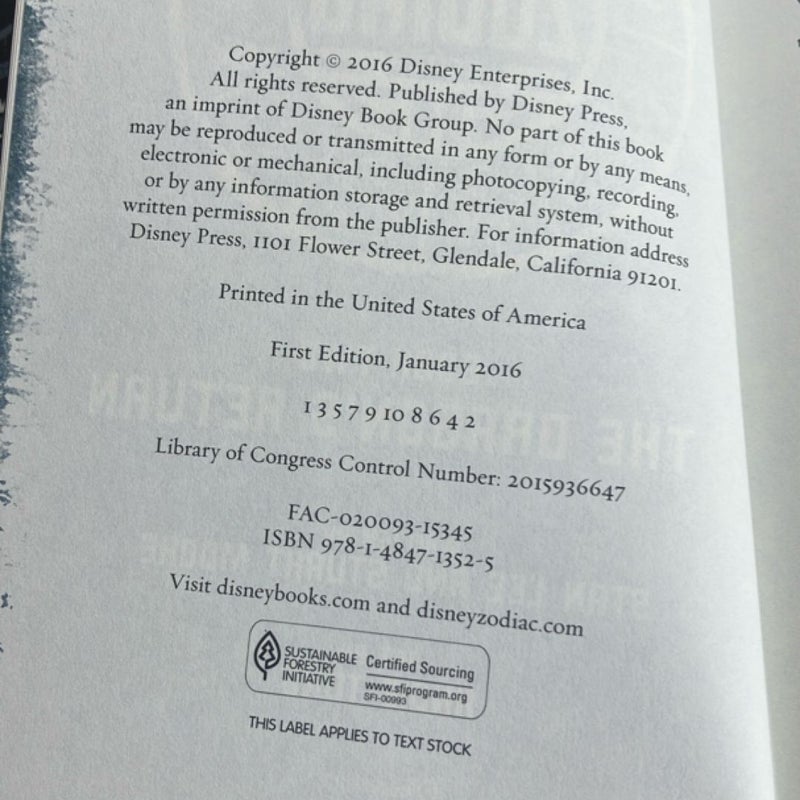 Copyright © 2016 Disney Enterprises, Inc.
All rights reserved. Published by Disney Press,
an imprint of Disney Book Group. No part of this book
may be reproduced or transmitted in any form or by any means,
electronic or mechanical, including photocopying, recording,
or by any information storage and retrieval system, without
written permission from the publisher. For information address
Disney Press, 1101 Flower Street, Glendale, California 91201.
Printed in the United States of America
First Edition, January 2016
1 3 5 7 9 10 8 6 4 2
Library of Congress Control Number: 2015936647
FAC-020093-15345
ISBN 978-1-4847-1352-5
Visit disneybooks.com and disneyzodiac.com
SUSTAINABLE
FORESTRY
INITIATIVE
Certified Sourcing
www.sfiprogram.org
SFI-00993
THIS LABEL APPLIES TO TEXT STOCK